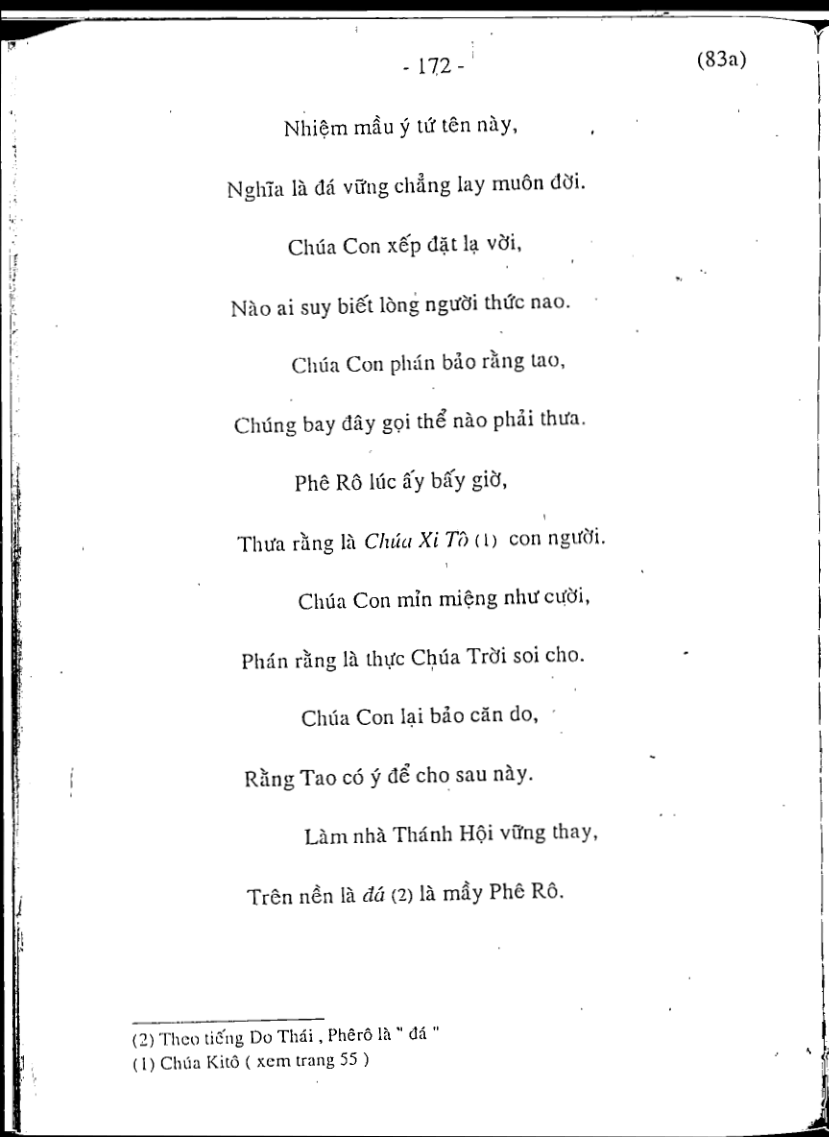 - 172 -
(83a)
Nhiệm mầu ý tứ tên này,
Nghĩa là đá vững chẳng lay muôn đời.
Chúa Con xếp đặt lạ vời,
Nào ai suy biết lòng người thức nao.
Chúa Con phán bảo rằng tao,
Chúng bay đây gọi thể nào phải thưa.
Phê Rô lúc ấy bấy giờ,
Thưa rằng là Chúa Xi Tô (1) con người.
Chúa Con mỉn miệng như cười,
Phán rằng là thực Chúa Trời soi cho.
Chúa Con lại bảo căn do,
Rằng Tao có ý để cho sau này.
Làm nhà Thánh Hội vững thay,
Trên nền là đá (2) là mầy Phê Rô.
(2) Theo tiếng Do Thái , Phêrô là " đá "
(1) Chúa Kitô ( xem trang 55 )